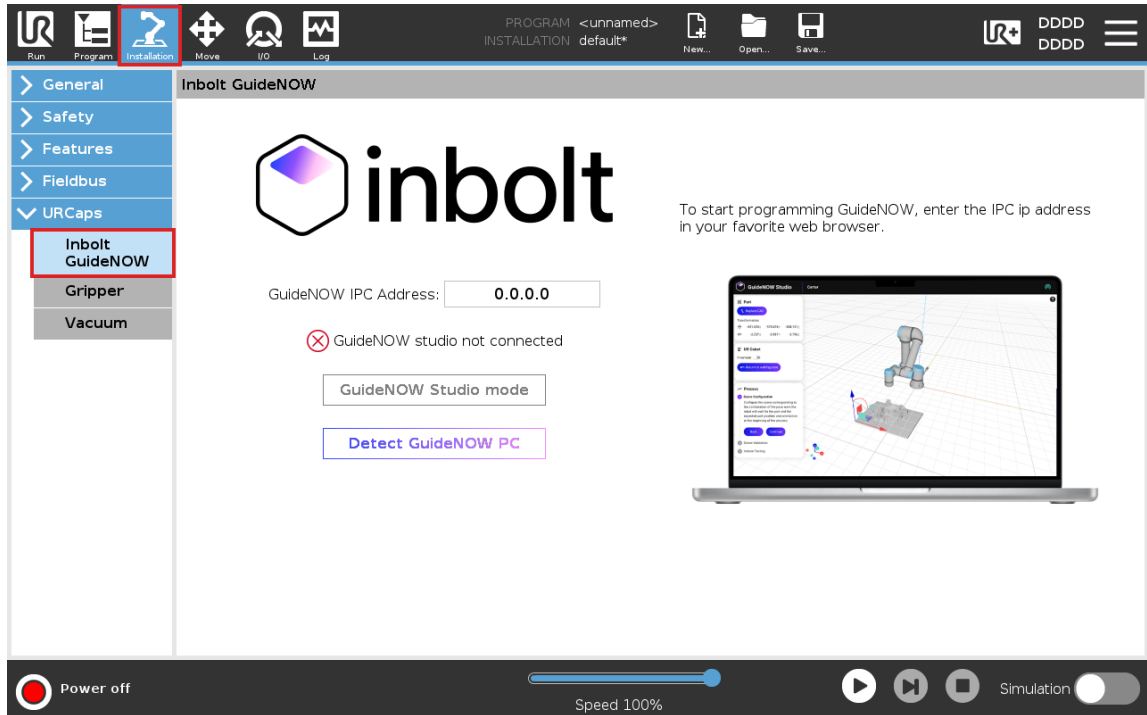 PROGRAM <unnamed>
INSTALLATION default*
UR
UR+
DDDD
DDDD
Run
Program
Installation
Move
I/O
Log
New...
Open...
Save...
General
Safety
Features
Fieldbus
URCaps
Inbolt
GuideNOW
Gripper
Vacuum
Inbolt GuideNOW
inbolt
GuideNOW IPC Address: 0.0.0.0
GuideNOW studio not connected
GuideNOW Studio mode
Detect GuideNOW PC
To start programming GuideNOW, enter the IPC ip address
in your favorite web browser.
GuideNOW Studio
Power off
Speed 100%
Simulation